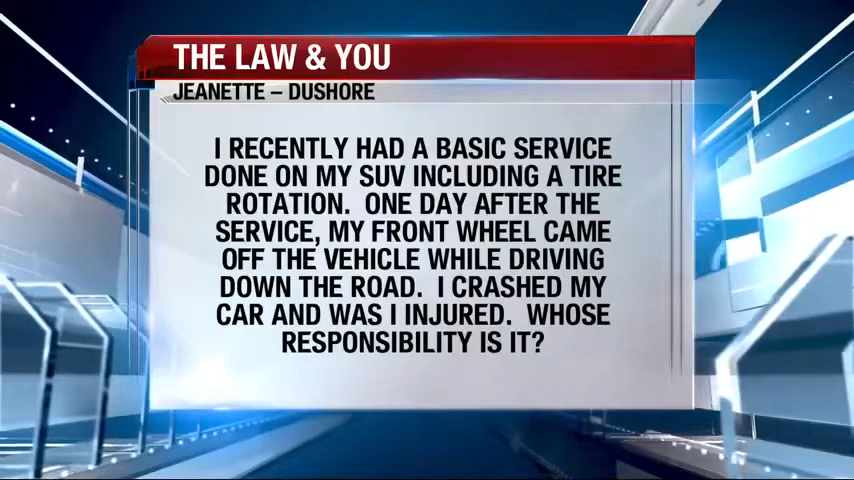 THE LAW & YOU
JEANETTE – DUSHORE
I RECENTLY HAD A BASIC SERVICE
DONE ON MY SUV INCLUDING A TIRE
ROTATION. ONE DAY AFTER THE
SERVICE, MY FRONT WHEEL CAME
OFF THE VEHICLE WHILE DRIVING
DOWN THE ROAD. I CRASHED MY
CAR AND WAS I INJURED. WHOSE
RESPONSIBILITY IS IT?